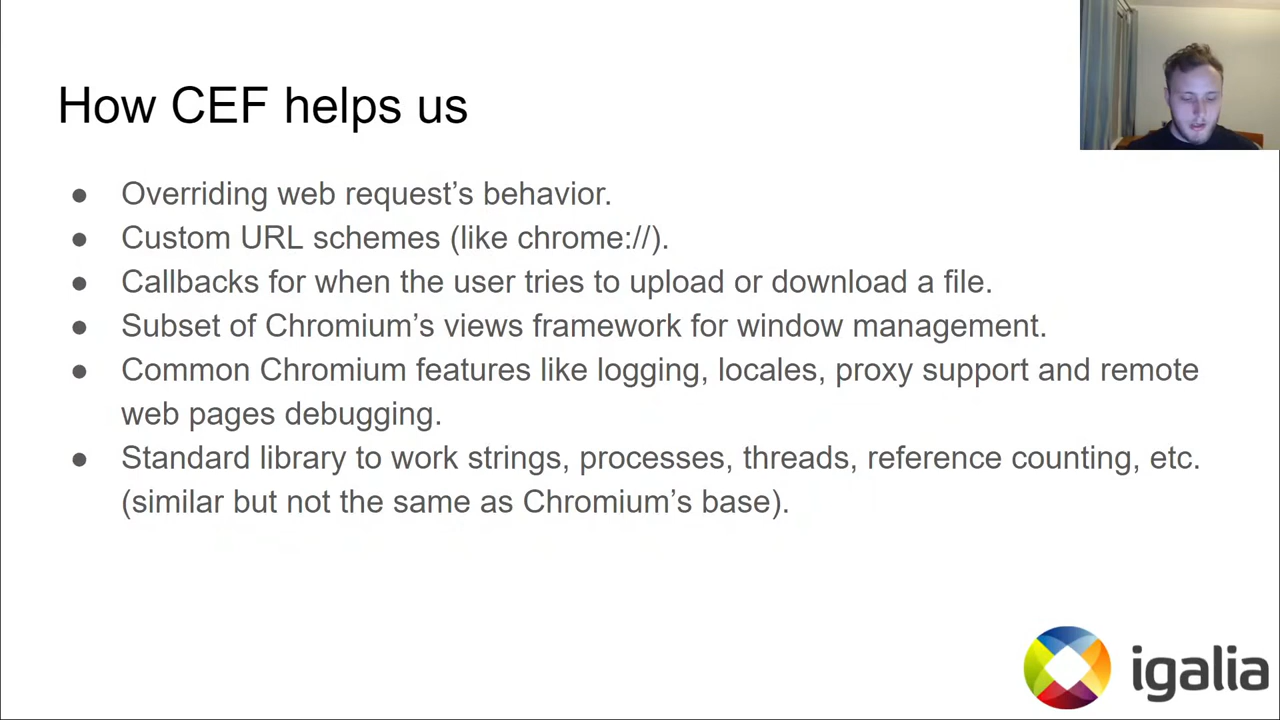 How CEF helps us
● Overriding web request’s behavior.
● Custom URL schemes (like chrome://).
● Callbacks for when the user tries to upload or download a file.
● Subset of Chromium’s views framework for window management.
● Common Chromium features like logging, locales, proxy support and remote
web pages debugging.
● Standard library to work strings, processes, threads, reference counting, etc.
(similar but not the same as Chromium’s base).
igalia